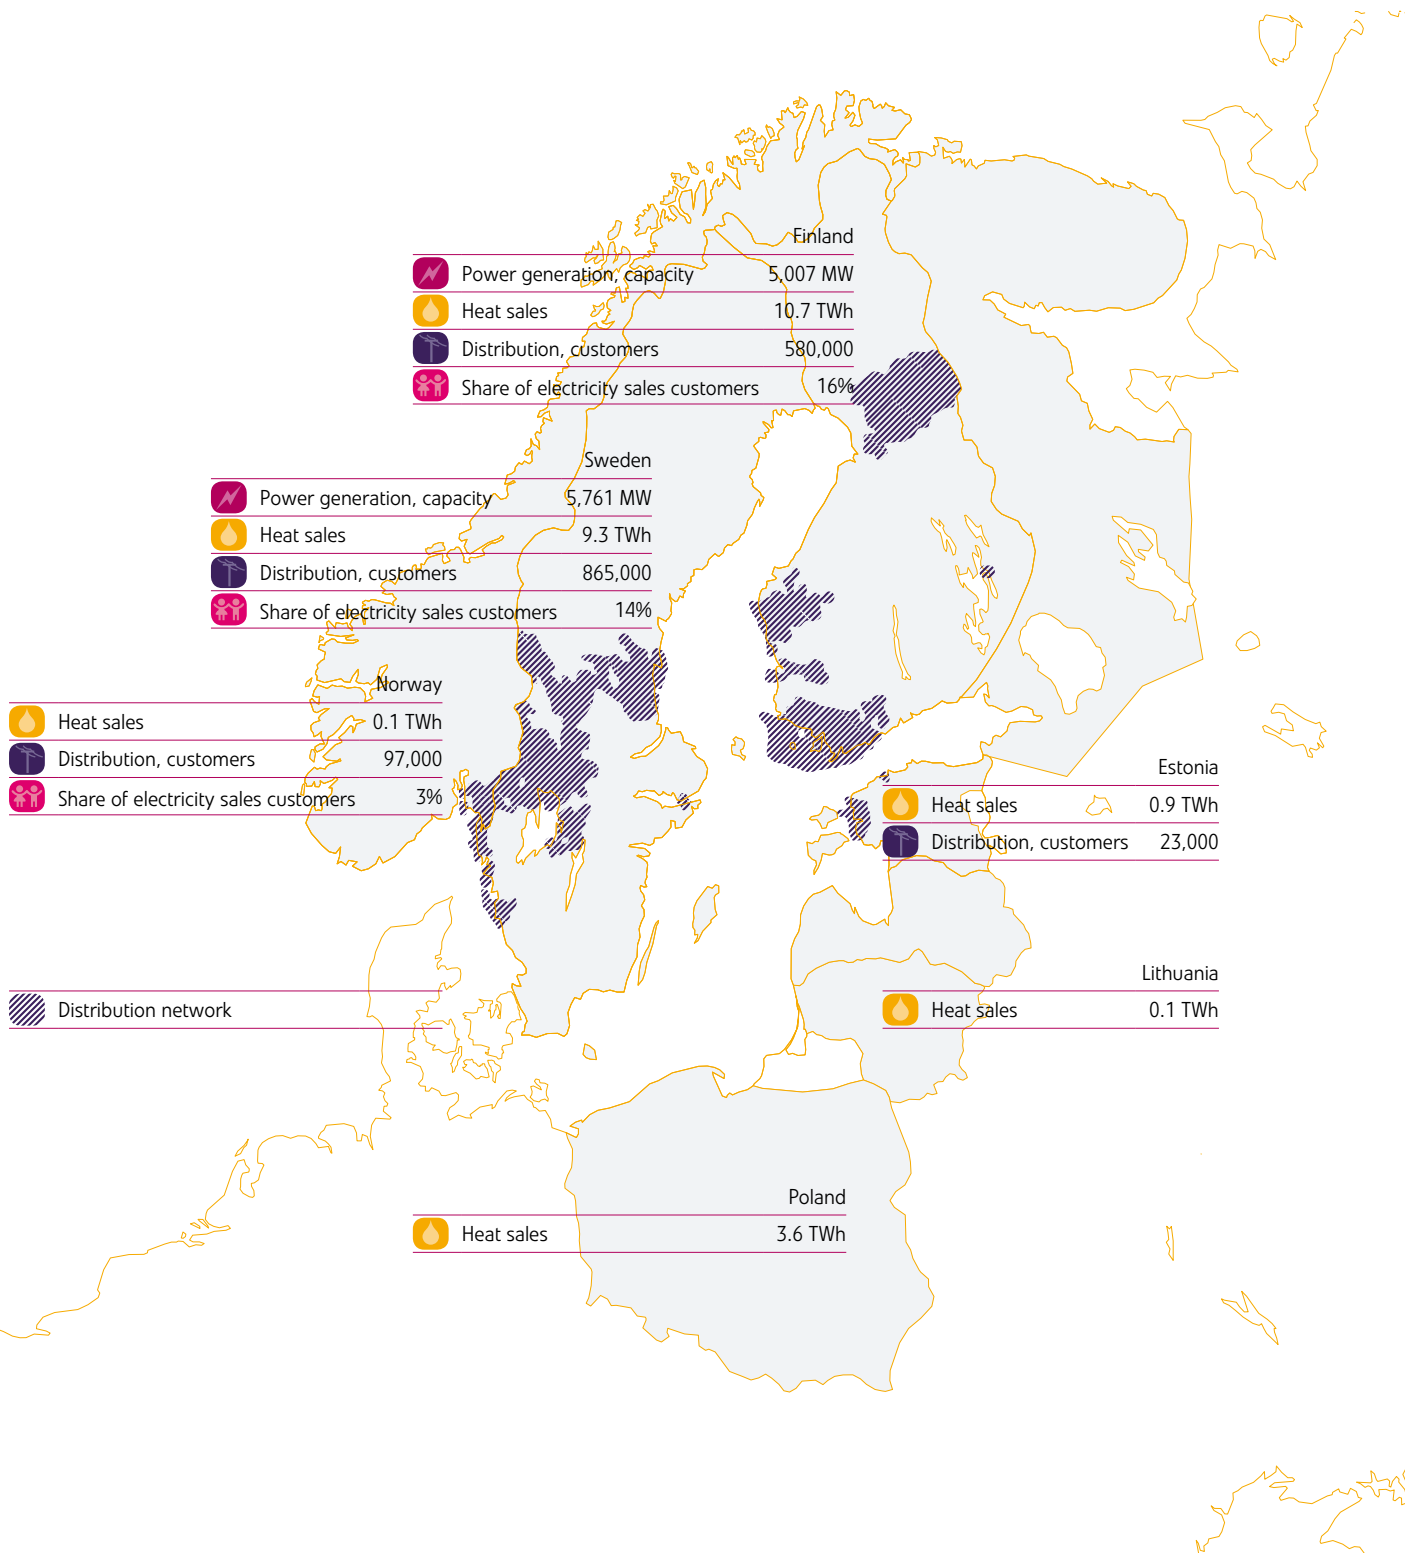 Finland
Power generation, capacity 5,007 MW
Heat sales 10.7 TWh
Distribution, customers 580,000
Share of electricity sales customers 16%
Sweden
Power generation, capacity 5,761 MW
Heat sales 9.3 TWh
Distribution, customers 865,000
Share of electricity sales customers 14%
Norway
Heat sales 0.1 TWh
Distribution, customers 97,000
Share of electricity sales customers 3%
Estonia
Heat sales 0.9 TWh
Distribution, customers 23,000
Lithuania
Heat sales 0.1 TWh
Distribution network
Poland
Heat sales 3.6 TWh